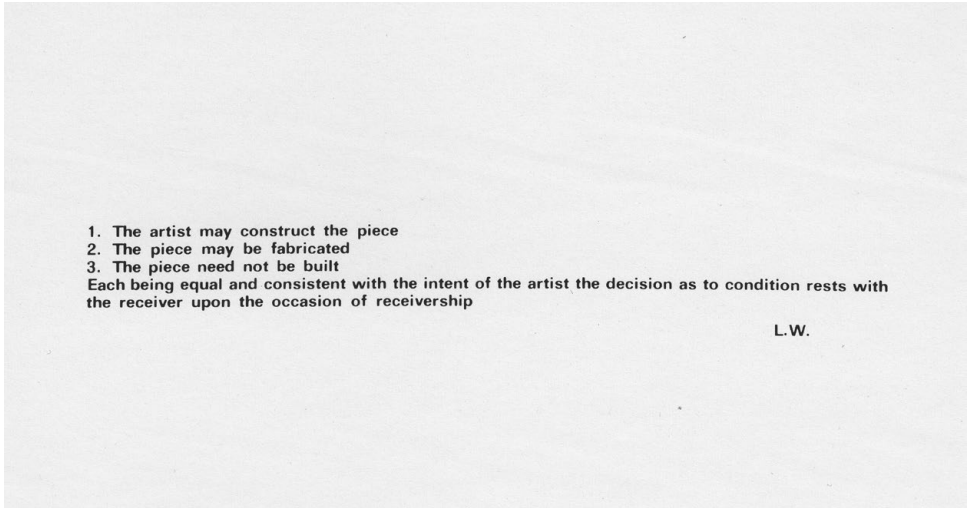 1. The artist may construct the piece
2. The piece may be fabricated
3. The piece need not be built
Each being equal and consistent with the intent of the artist the decision as to condition rests with
the receiver upon the occasion of receivership
L.W.